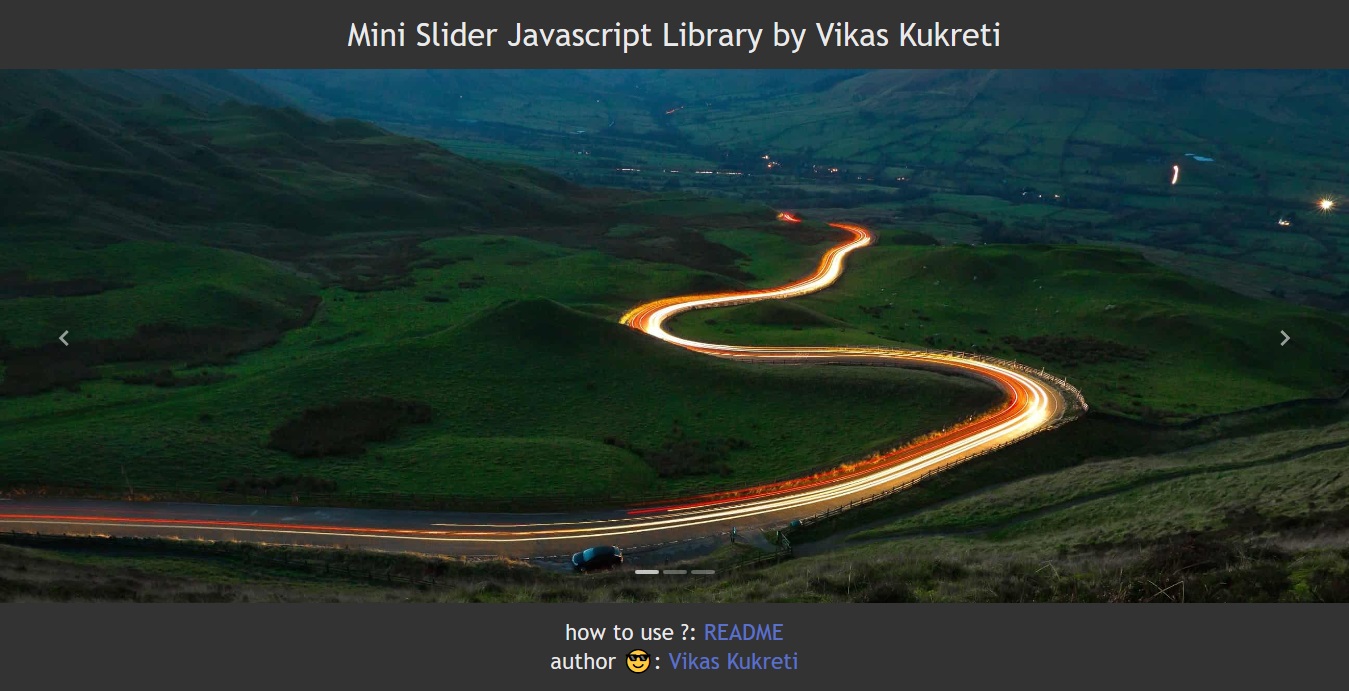 Mini Slider Javascript Library by Vikas Kukreti
how to use ?: README
author 😎: Vikas Kukreti